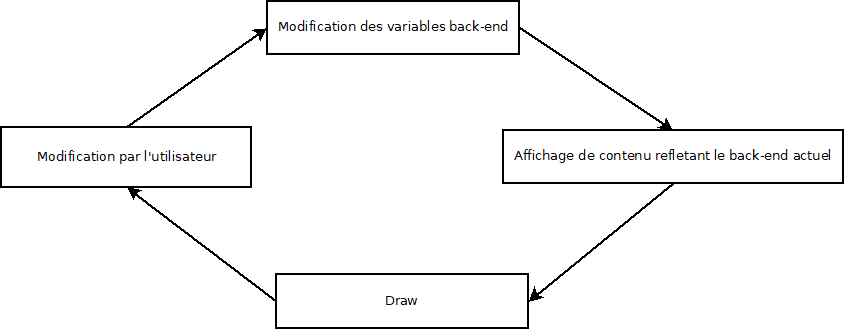 Modification des variables back-end
Modification par l'utilisateur
Affichage de contenu refletant le back-end actuel
Draw